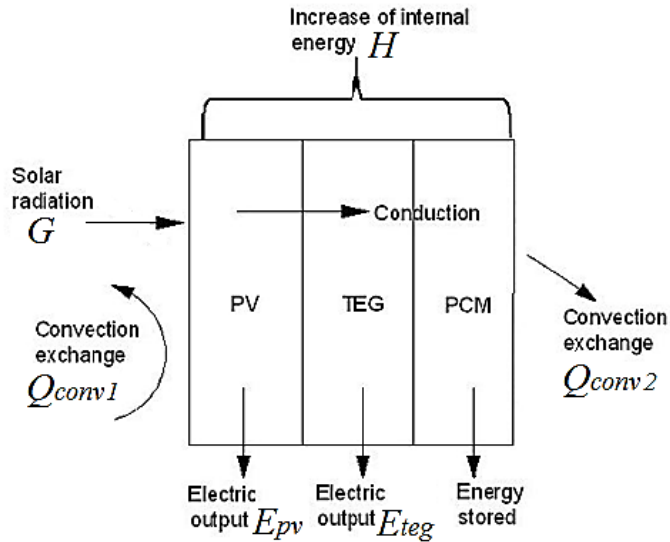 Increase of internal
energy H
Solar
radiation
G
Conduction
PV
TEG
PCM
Convection
exchange
Qconv1
Convection
exchange
Qconv2
Electric
output Epv
Electric
output Eteg
Energy
stored